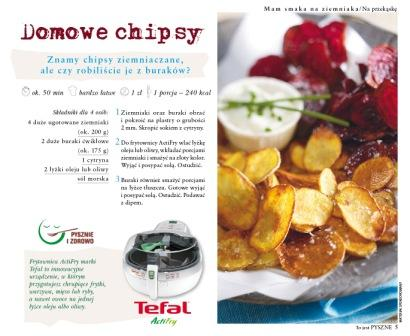 Mam smaka na ziemniaka/Na przekąskę
Domowe chipsy
Znamy chipsy ziemniaczane,
ale czy robiliście je z buraków?
ok. 50 min
bardzo łatwe
1 zł
1 porcja – 240 kcal
Składniki dla 4 osób:
4 duże ugotowane ziemniaki
(ok. 200 g)
2 duże buraki ćwikłowe
(ok. 175 g)
1 cytryna
2 łyżki oleju lub oliwy
sól morska
1 Ziemniaki oraz buraki obrać
i pokroić na plastry o grubości
2 mm. Skropić sokiem z cytryny.
2 Do frytownicy ActiFry wlać łyżkę
oleju lub oliwy, wkładać porcjami
ziemniaki i smażyć na złoty kolor.
Wyjąć i posypać solą. Ostudzić.
3 Buraki również smażyć porcjami
na łyżce tłuszczu. Gotowe wyjąć
i posypać solą. Ostudzić. Podawać
z dipem.
PYSZNIE
I ZDROWO
Frytownica ActiFry marki
Tefal to innowacyjne
urządzenie, w którym
przygotujesz chrupiące frytki,
warzywa, mięso lub ryby,
a nawet owoce na jednej
łyżce oleju albo oliwy.
Tefal
ActiFry
To jest PYSZNE 5